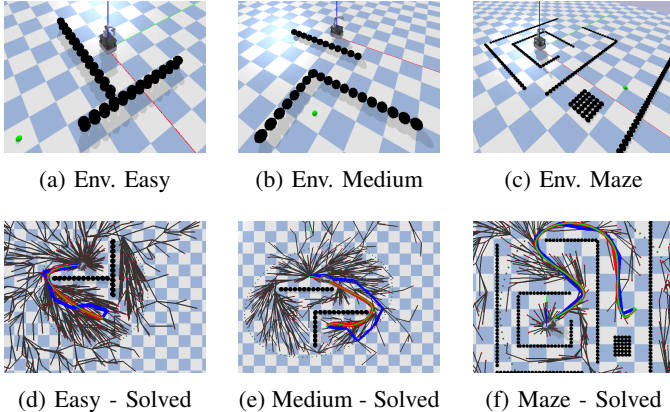 (a) Env. Easy
(b) Env. Medium
(c) Env. Maze
(d) Easy - Solved
(e) Medium - Solved
(f) Maze - Solved